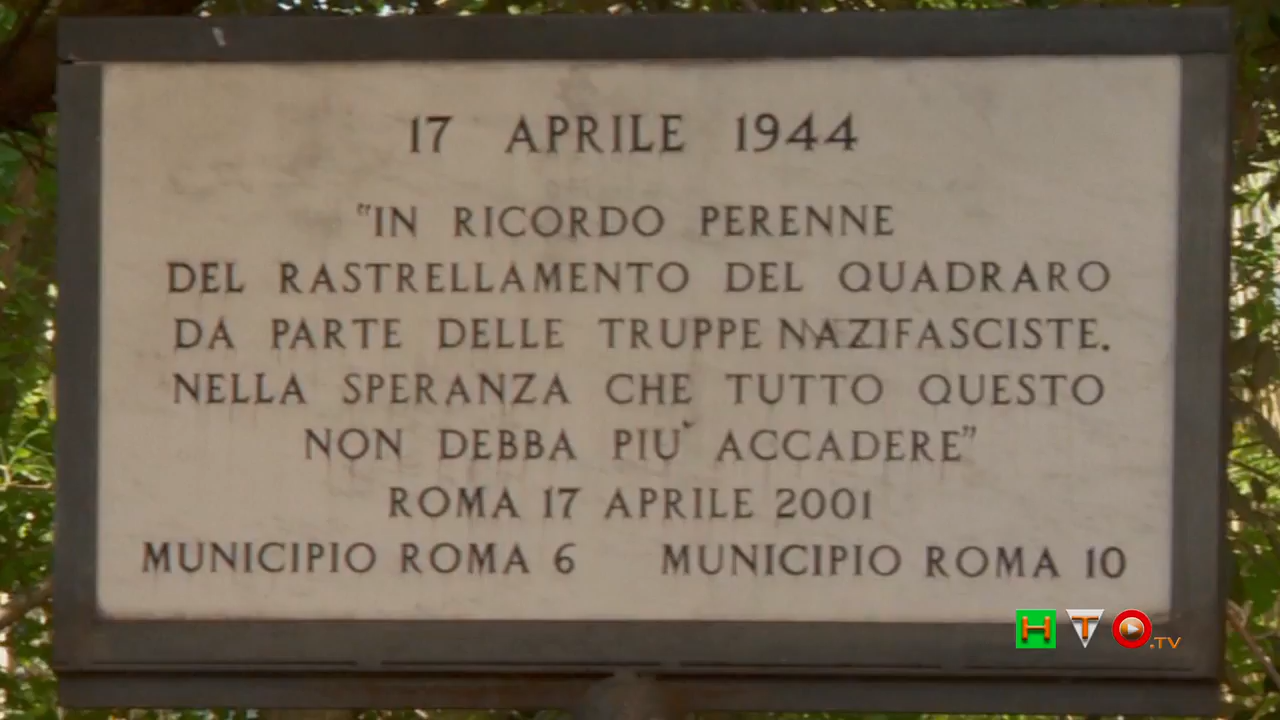 17 APRILE 1944
"IN RICORDO PERENNE
DEL RASTRELLAMENTO DEL QUADRARO
DA PARTE DELLE TRUPPE NAZIFASCISTE.
NELLA SPERANZA CHE TUTTO QUESTO
NON DEBBA PIU` ACCADERE"
ROMA 17 APRILE 2001
MUNICIPIO ROMA 6 MUNICIPIO ROMA 10
HTO.TV